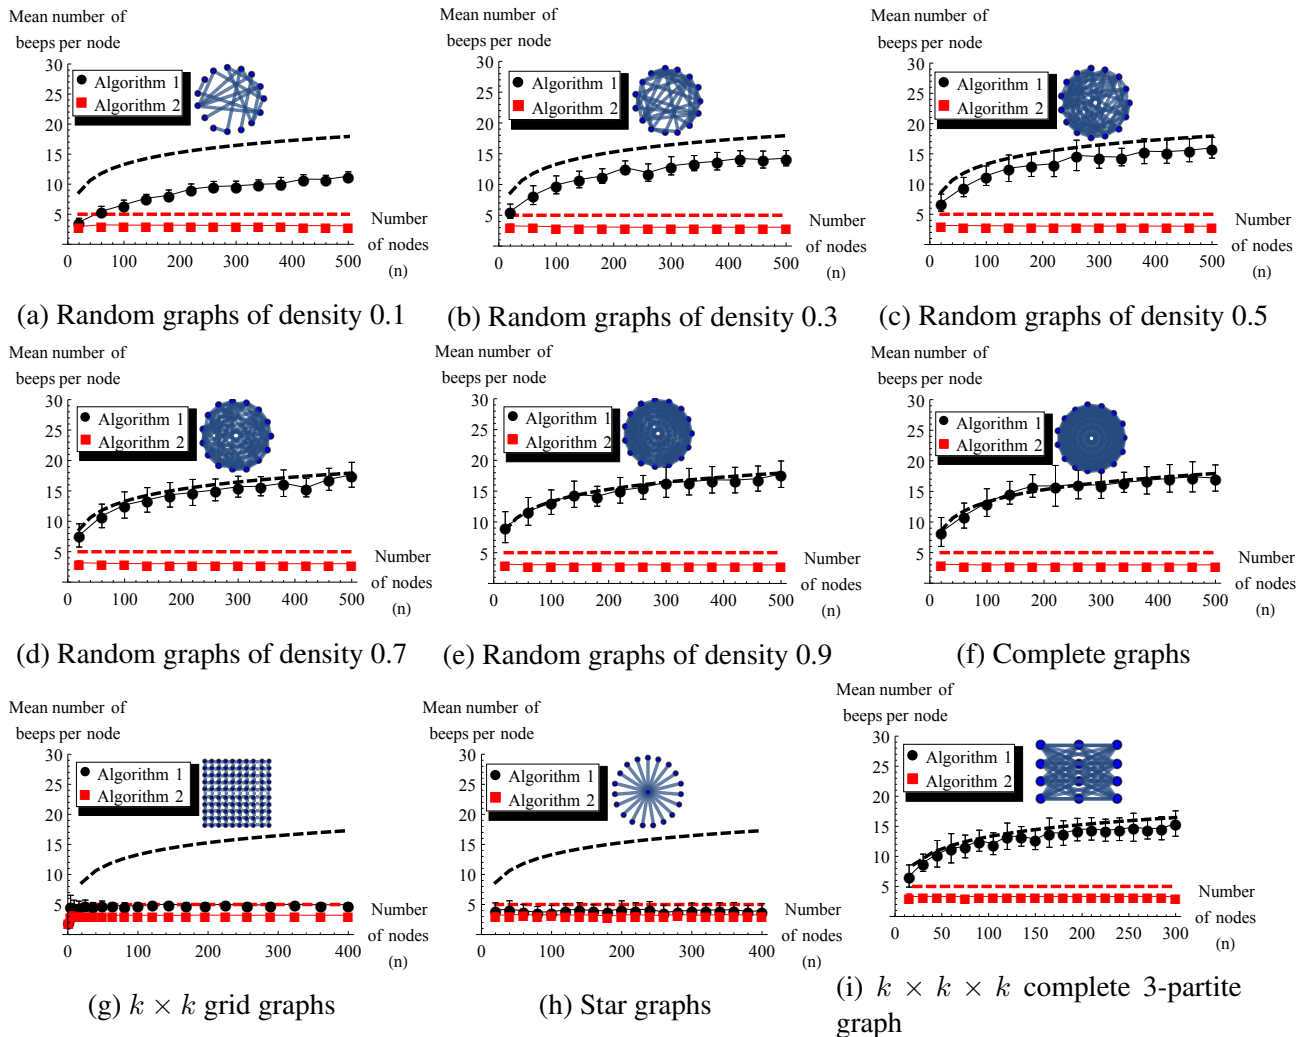 Mean number of
beeps per node
30
25
20
15
10
5
0
0
100
200
300
400
500
Algorithm 1
Algorithm 2
Number
of nodes
(n)
(a) Random graphs of density 0.1
Mean number of
beeps per node
30
25
20
15
10
5
0
0
100
200
300
400
500
Algorithm 1
Algorithm 2
Number
of nodes
(n)
(b) Random graphs of density 0.3
Mean number of
beeps per node
30
25
20
15
10
5
0
0
100
200
300
400
500
Algorithm 1
Algorithm 2
Number
of nodes
(n)
(c) Random graphs of density 0.5
Mean number of
beeps per node
30
25
20
15
10
5
0
0
100
200
300
400
500
Algorithm 1
Algorithm 2
Number
of nodes
(n)
(d) Random graphs of density 0.7
Mean number of
beeps per node
30
25
20
15
10
5
0
0
100
200
300
400
500
Algorithm 1
Algorithm 2
Number
of nodes
(n)
(e) Random graphs of density 0.9
Mean number of
beeps per node
30
25
20
15
10
5
0
0
100
200
300
400
500
Algorithm 1
Algorithm 2
Number
of nodes
(n)
(f) Complete graphs
Mean number of
beeps per node
30
25
20
15
10
5
0
0
100
200
300
400
Algorithm 1
Algorithm 2
Number
of nodes
(n)
(g) k × k grid graphs
Mean number of
beeps per node
30
25
20
15
10
5
0
0
100
200
300
400
Algorithm 1
Algorithm 2
Number
of nodes
(n)
(h) Star graphs
Mean number of
beeps per node
30
25
20
15
10
5
0
0
50
100
150
200
250
300
Algorithm 1
Algorithm 2
Number
of nodes
(n)
(i) k × k × k complete 3-partite
graph